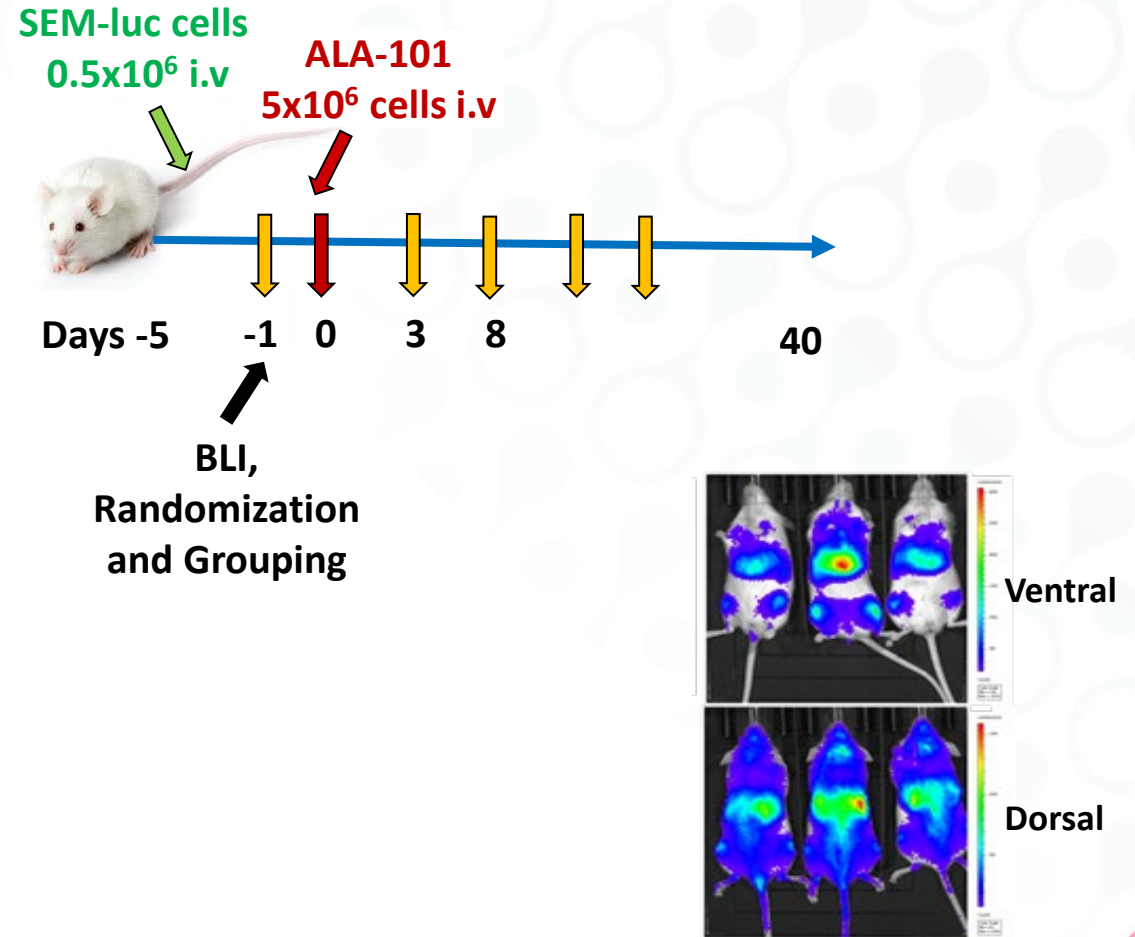 SEM-luc cells
0.5x10⁶ i.v
ALA-101
5x10⁶ cells i.v
Days -5 -1 0 3 8 40
BLI,
Randomization
and Grouping
Ventral
Dorsal